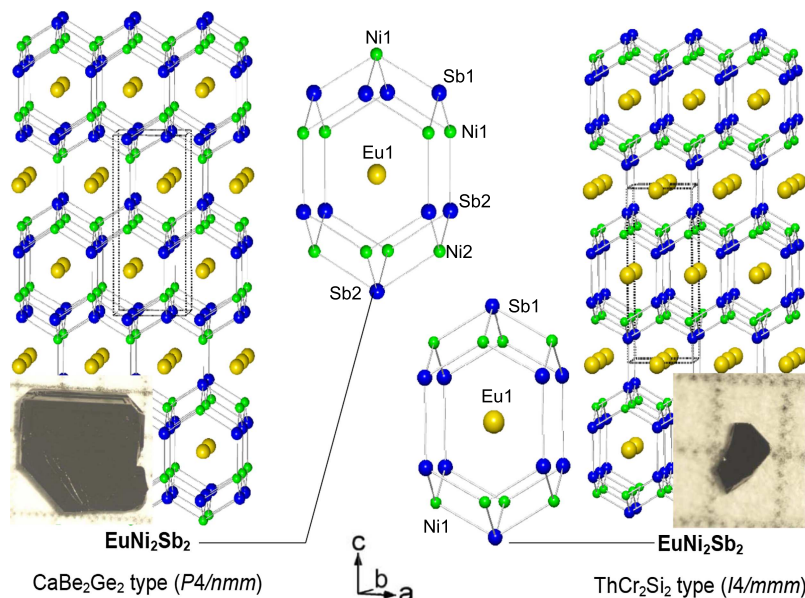 Ni1
Sb1
Ni1
Eu1
Sb2
Ni2
Sb2
Sb1
Eu1
Ni1
EuNi₂Sb₂
EuNi₂Sb₂
CaBe₂Ge₂ type (P4/nmm)
c
b
a
ThCr₂Si₂ type (I4/mmm)